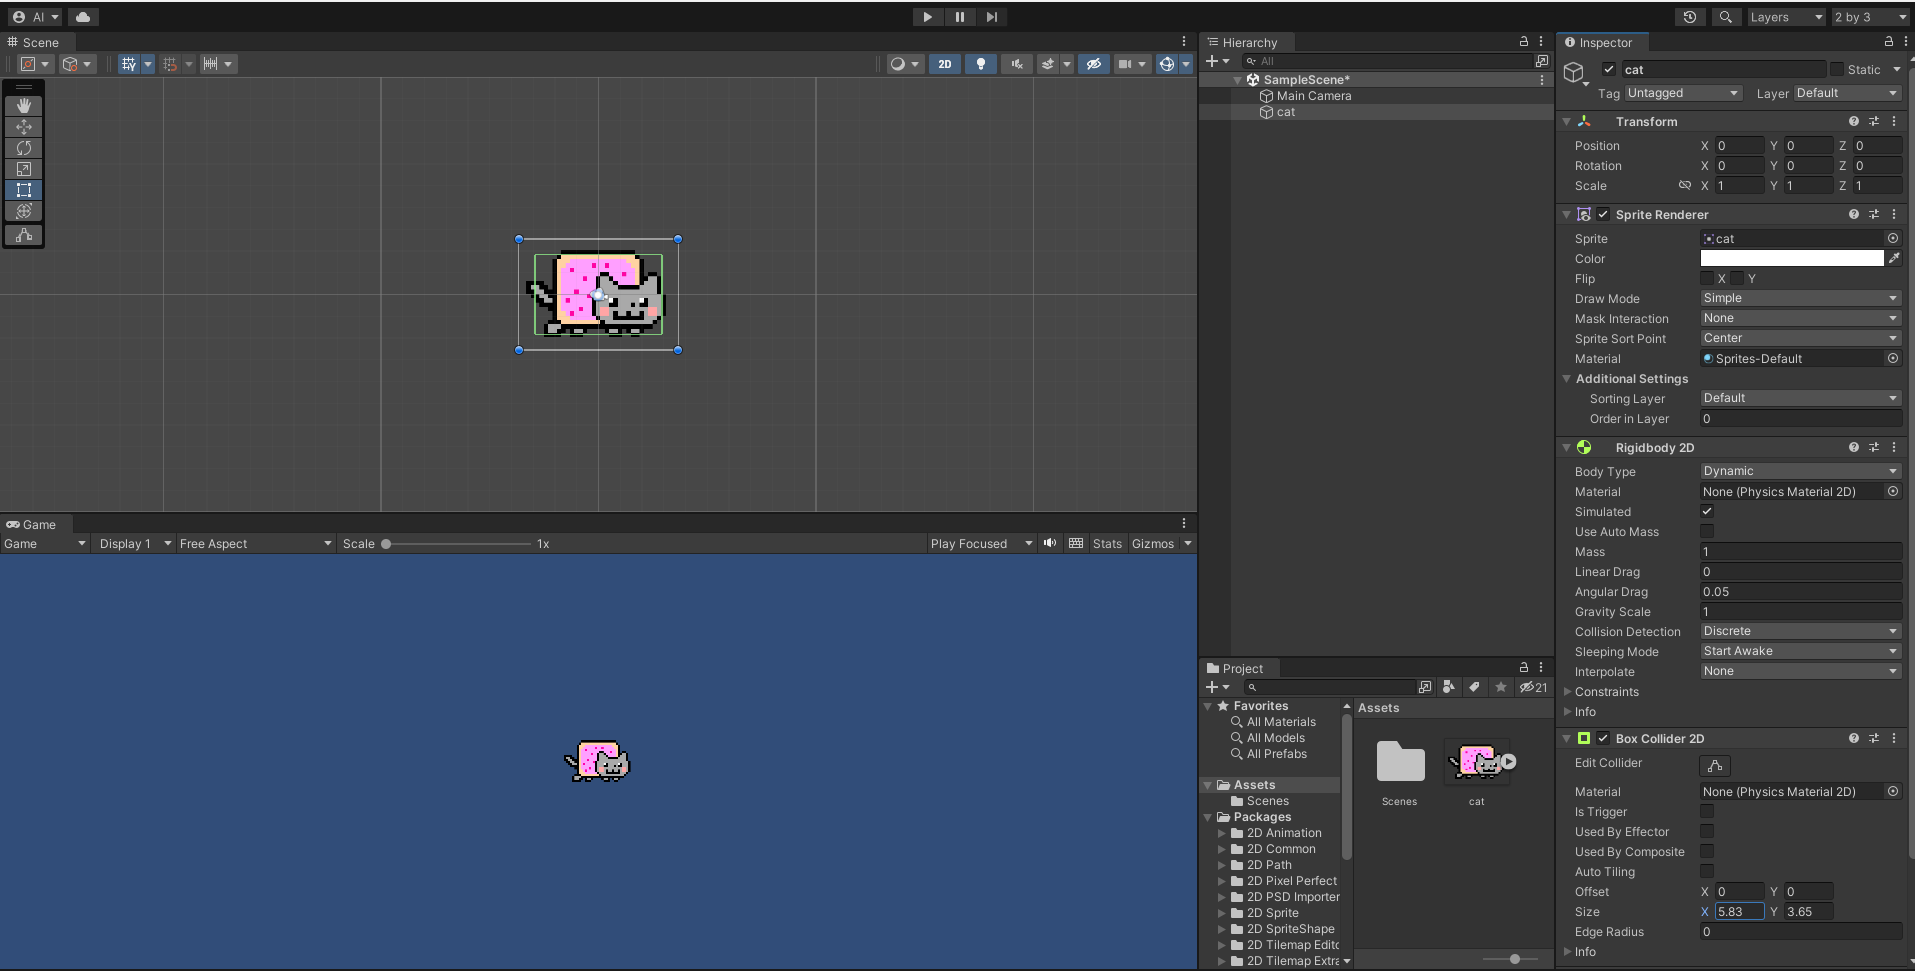 AI
Layers
2 by 3
Scene
2D
Hierarchy
All
SampleScene*
Main Camera
cat
Game
Game
Display 1
Free Aspect
Scale
1x
Play Focused
Stats
Gizmos
Project
21
Favorites
All Materials
All Models
All Prefabs
Assets
Scenes
Packages
2D Animation
2D Common
2D Path
2D Pixel Perfect
2D PSD Importer
2D Sprite
2D SpriteShape
2D Tilemap Edito
2D Tilemap Extra
Assets
Scenes
cat
Inspector
cat
Static
Tag Untagged Layer Default
Transform
Position X 0 Y 0 Z 0
Rotation X 0 Y 0 Z 0
Scale X 1 Y 1 Z 1
Sprite Renderer
Sprite cat
Color
Flip X Y
Draw Mode Simple
Mask Interaction None
Sprite Sort Point Center
Material Sprites-Default
Additional Settings
Sorting Layer Default
Order in Layer 0
Rigidbody 2D
Body Type Dynamic
Material None (Physics Material 2D)
Simulated
Use Auto Mass
Mass 1
Linear Drag 0
Angular Drag 0.05
Gravity Scale 1
Collision Detection Discrete
Sleeping Mode Start Awake
Interpolate None
Constraints
Info
Box Collider 2D
Edit Collider
Material None (Physics Material 2D)
Is Trigger
Used By Effector
Used By Composite
Auto Tiling
Offset X 0 Y 0
Size X 5.83 Y 3.65
Edge Radius 0
Info